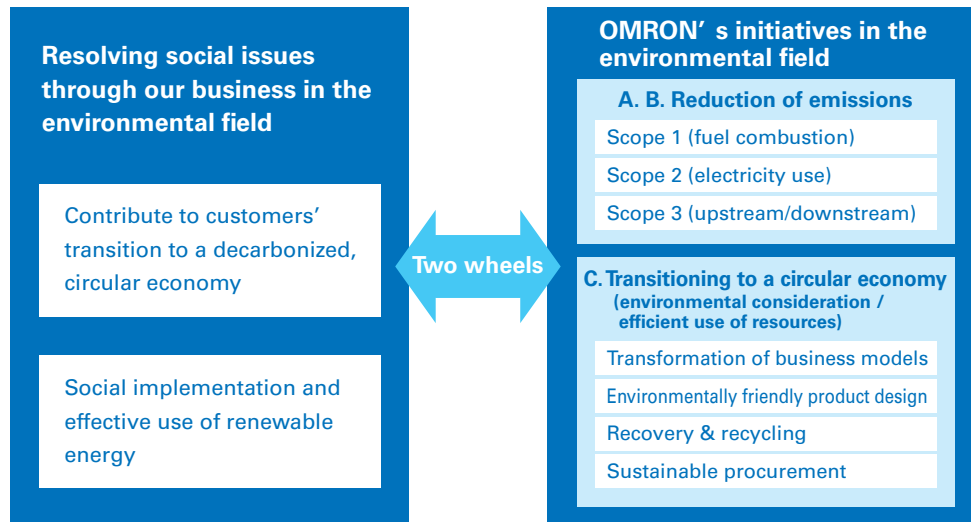 Resolving social issues
through our business in the
environmental field
Contribute to customers’
transition to a decarbonized,
circular economy
Social implementation and
effective use of renewable
energy
Two wheels
OMRON’ s initiatives in the
environmental field
A. B. Reduction of emissions
Scope 1 (fuel combustion)
Scope 2 (electricity use)
Scope 3 (upstream/downstream)
C. Transitioning to a circular economy
(environmental consideration /
efficient use of resources)
Transformation of business models
Environmentally friendly product design
Recovery & recycling
Sustainable procurement